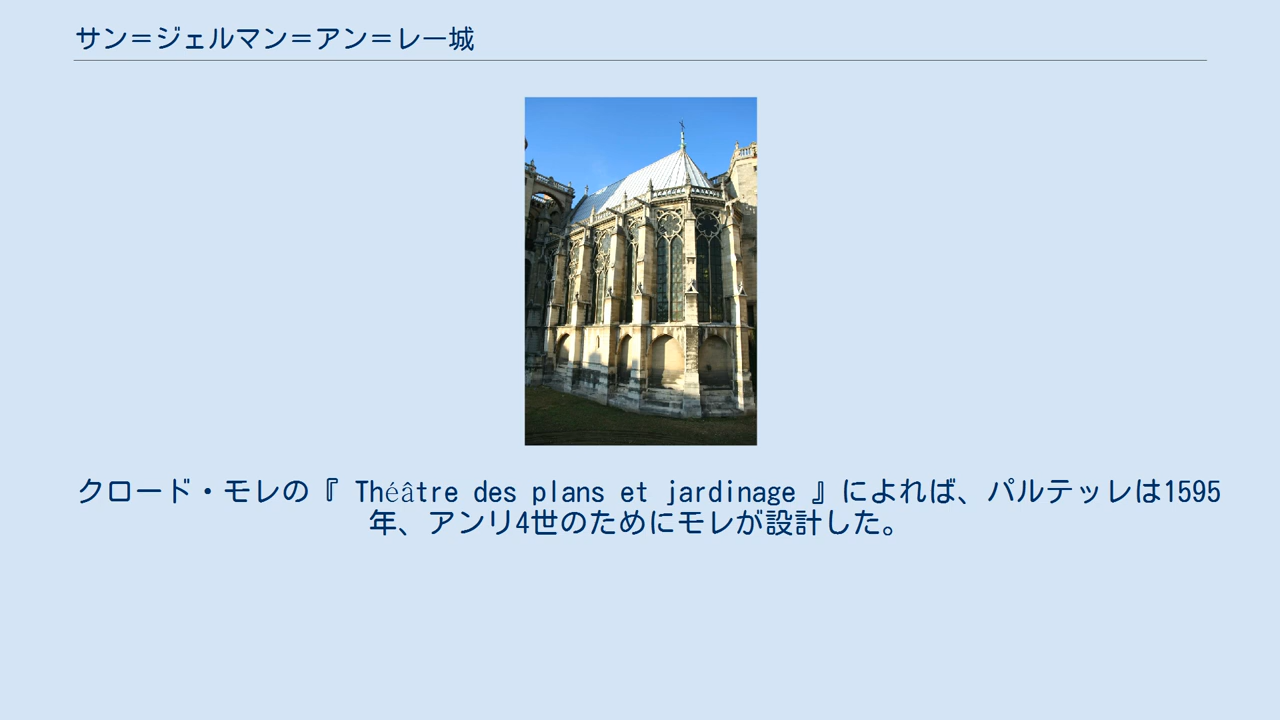 サン＝ジェルマン＝アン＝レー城
クロード・モレの『 Théâtre des plans et jardinage 』によれば、パルテッレは1595
年、アンリ4世のためにモレが設計した。